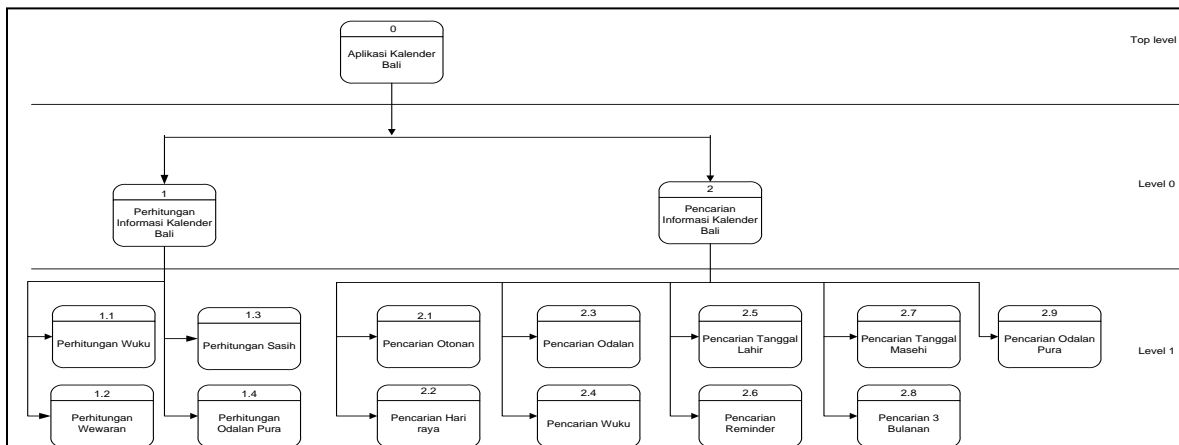 0
Aplikasi Kalender
Bali
Top level
1
Perhitungan
Informasi Kalender
Bali
2
Pencarian
Informasi Kalender
Bali
Level 0
1.1
Perhitungan Wuku
1.3
Perhitungan Sasih
2.1
Pencarian Otonan
2.3
Pencarian Odalan
2.5
Pencarian Tanggal
Lahir
2.7
Pencarian Tanggal
Masehi
2.9
Pencarian Odalan
Pura
Level 1
1.2
Perhitungan
Wewaran
1.4
Perhitungan
Odalan Pura
2.2
Pencarian Hari
raya
2.4
Pencarian Wuku
2.6
Pencarian
Reminder
2.8
Pencarian 3
Bulanan